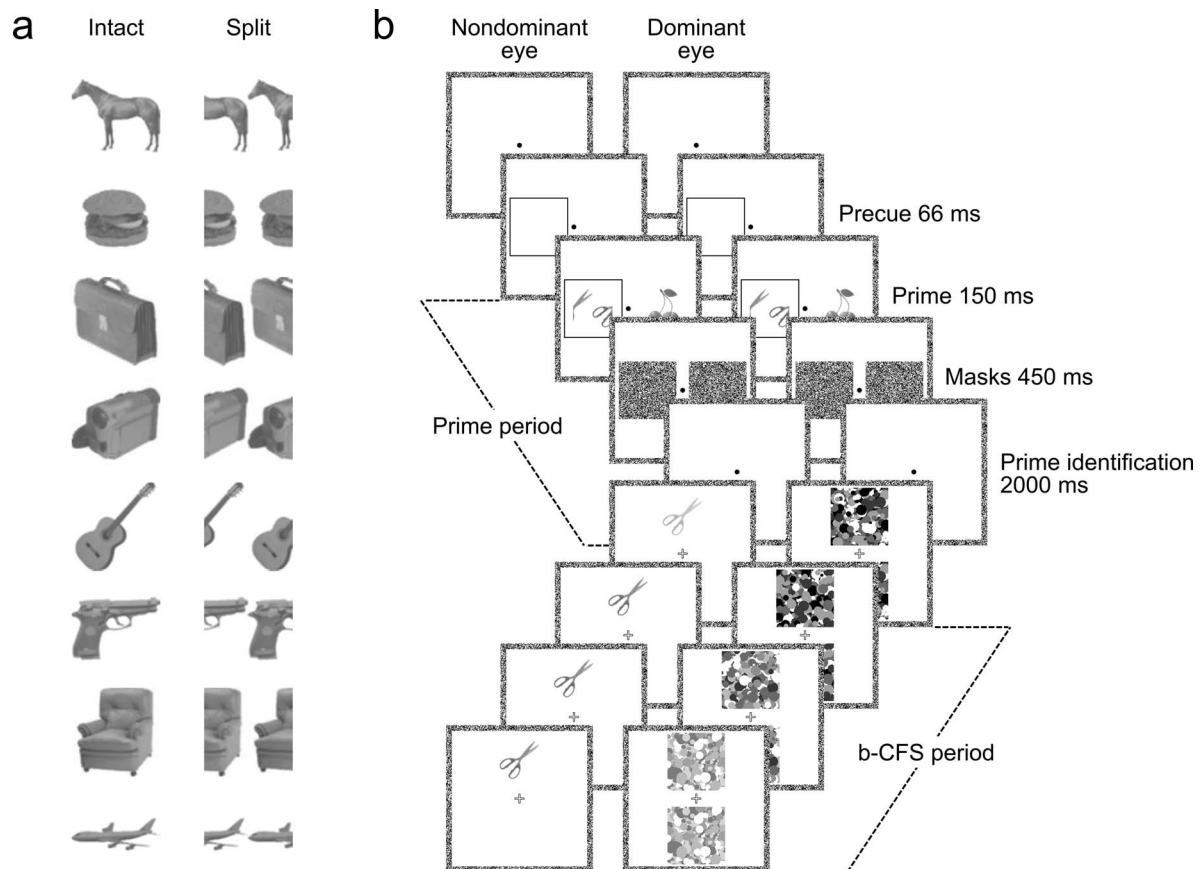 a
Intact
Split
b
Nondominant
eye
Dominant
eye
Precue 66 ms
Prime 150 ms
Masks 450 ms
Prime period
Prime identification
2000 ms
b-CFS period